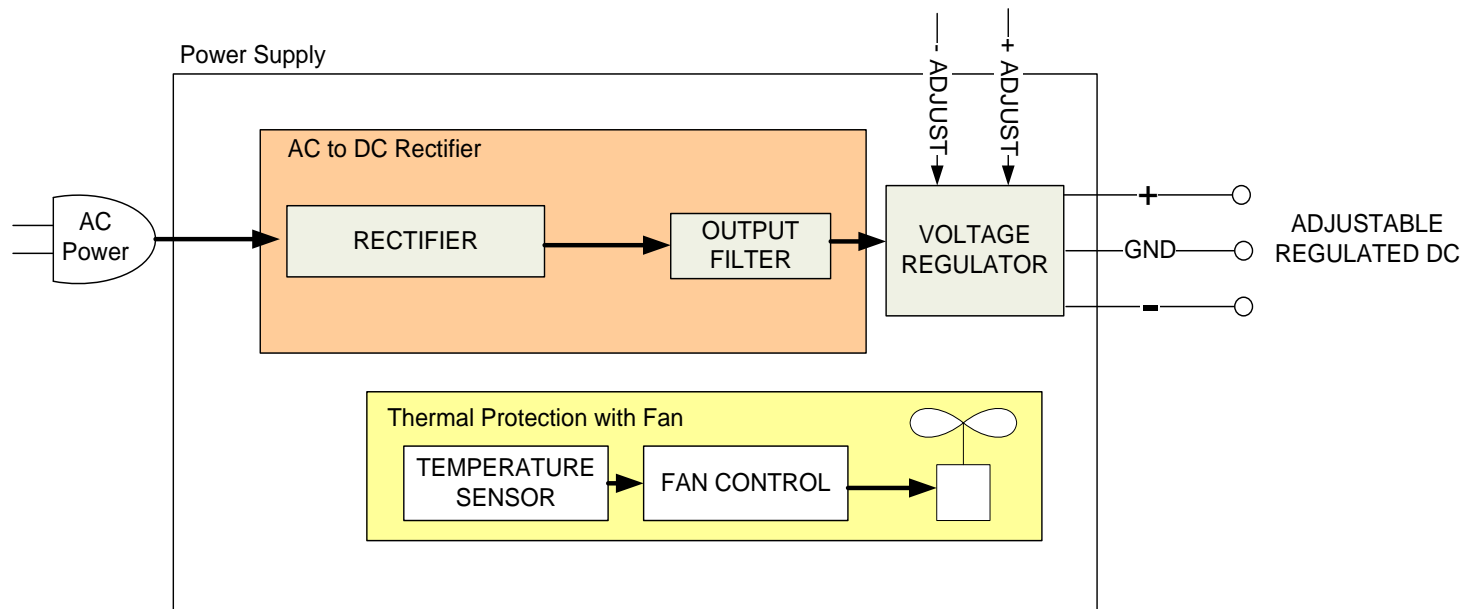 Power Supply
- ADJUST
+ ADJUST
AC to DC Rectifier
AC
Power
RECTIFIER
OUTPUT
FILTER
VOLTAGE
REGULATOR
+
GND
-
ADJUSTABLE
REGULATED DC
Thermal Protection with Fan
TEMPERATURE
SENSOR
FAN CONTROL